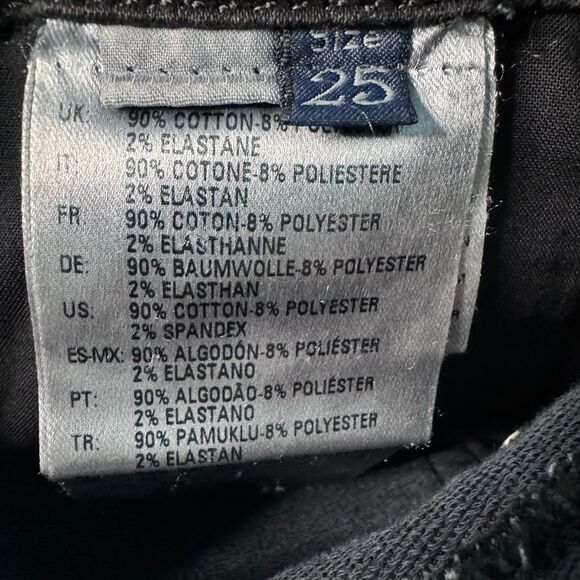 size
25
UK: 90% COTTON-8% POLYESTER
2% ELASTANE
IT: 90% COTONE-8% POLIESTERE
2% ELASTAN
FR: 90% COTON-8% POLYESTER
2% ELASTHANNE
DE: 90% BAUMWOLLE-8% POLYESTER
2% ELASTHAN
US: 90% COTTON-8% POLYESTER
2% SPANDEX
ES-MX: 90% ALGODÓN-8% POLIÉSTER
2% ELASTANO
PT: 90% ALGODÃO-8% POLIÉSTER
2% ELASTANO
TR: 90% PAMUKLU-8% POLYESTER
2% ELASTAN